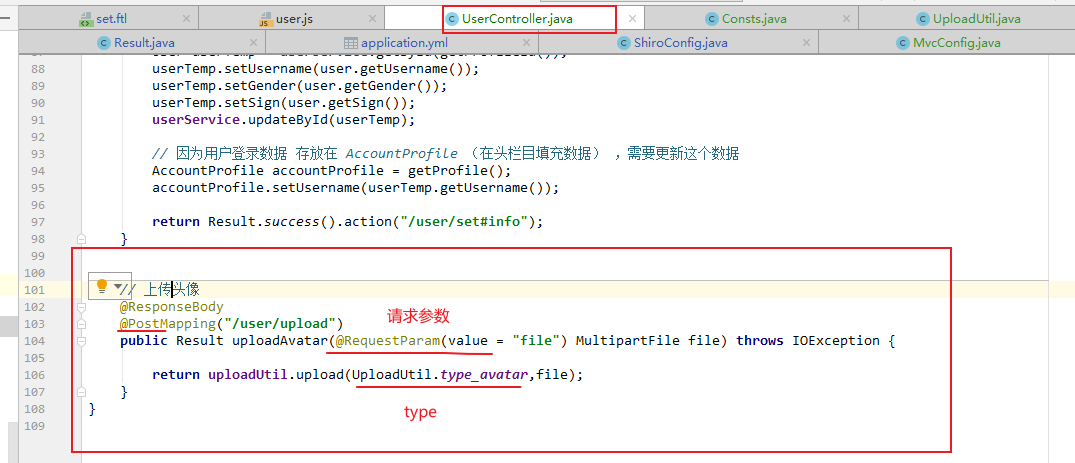 set.ftl
user.js
UserController.java
Consts.java
UploadUtil.java
Result.java
application.yml
ShiroConfig.java
MvcConfig.java
88 userTemp.setUsername(user.getUsername());
89 userTemp.setGender(user.getGender());
90 userTemp.setSign(user.getSign());
91 userService.updateById(userTemp);
92
93 // 因为用户登录数据 存放在 AccountProfile （在头栏目填充数据） ，需要更新这个数据
94 AccountProfile accountProfile = getProfile();
95 accountProfile.setUsername(userTemp.getUsername());
96
97 return Result.success().action("/user/set#info");
98 }
99
100
101 // 上传头像
102 @ResponseBody
103 @PostMapping("/user/upload")
请求参数
104 public Result uploadAvatar(@RequestParam(value = "file") MultipartFile file) throws IOException {
105
106 return uploadUtil.upload(UploadUtil.type_avatar,file);
107 }
type
108 }
109